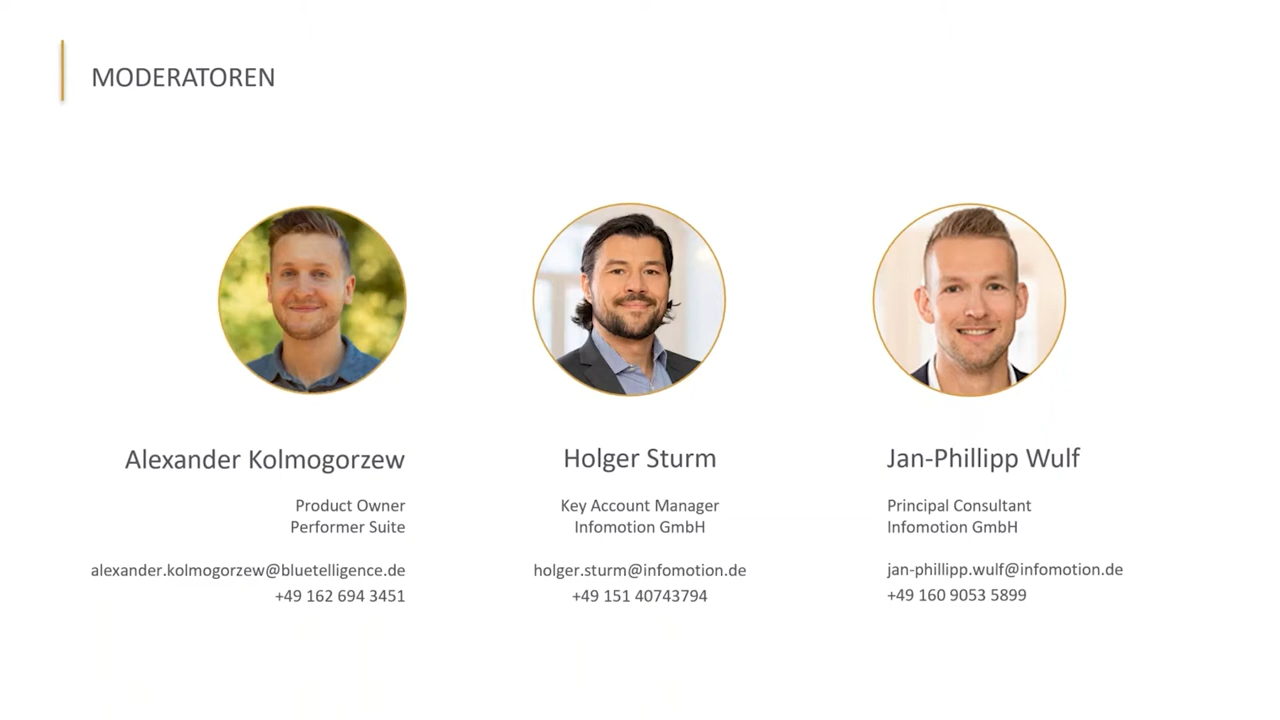 MODERATOREN
Alexander Kolmogorzew
Product Owner
Performer Suite
alexander.kolmogorzew@bluetelligence.de
+49 162 694 3451
Holger Sturm
Key Account Manager
Infomotion GmbH
holger.sturm@infomotion.de
+49 151 40743794
Jan-Phillipp Wulf
Principal Consultant
Infomotion GmbH
jan-phillipp.wulf@infomotion.de
+49 160 9053 5899